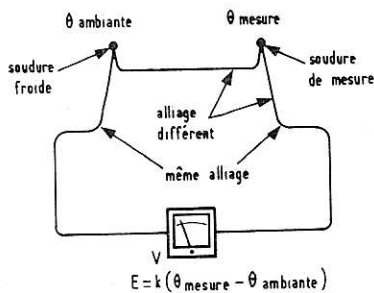 θ ambiante
θ mesure
soudure
froide
soudure
de mesure
alliage
différent
même alliage
V
E = k (θ mesure − θ ambiante)